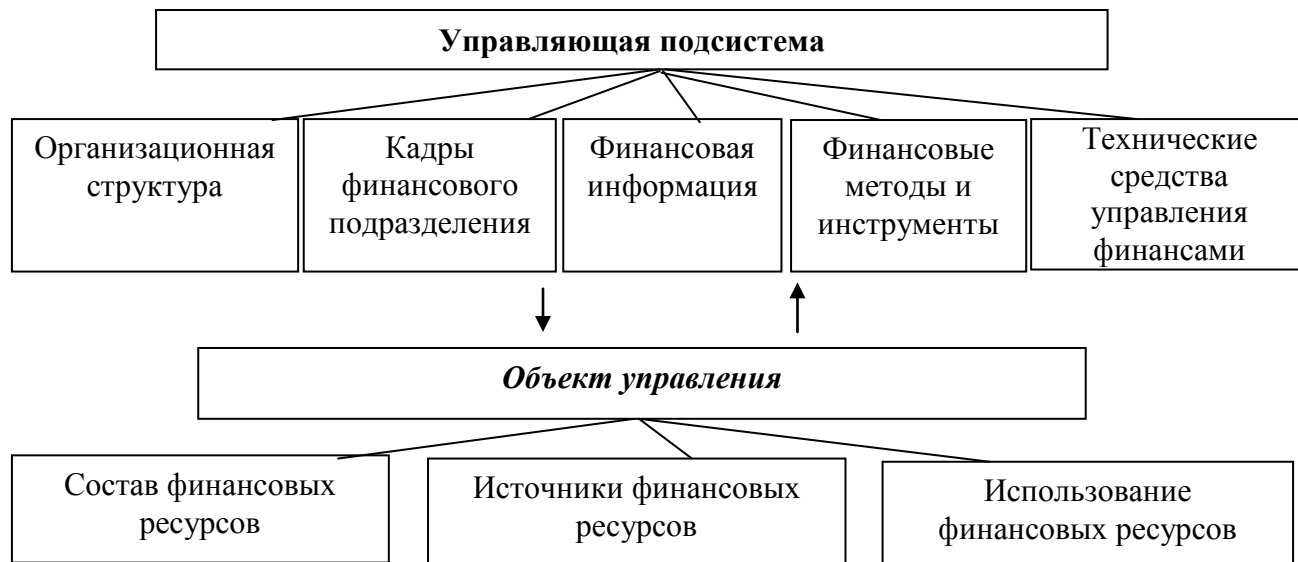 Управляющая подсистема
Организационная
структура
Кадры
финансового
подразделения
Финансовая
информация
Финансовые
методы и
инструменты
Технические
средства
управления
финансами
Объект управления
Состав финансовых
ресурсов
Источники финансовых
ресурсов
Использование
финансовых ресурсов